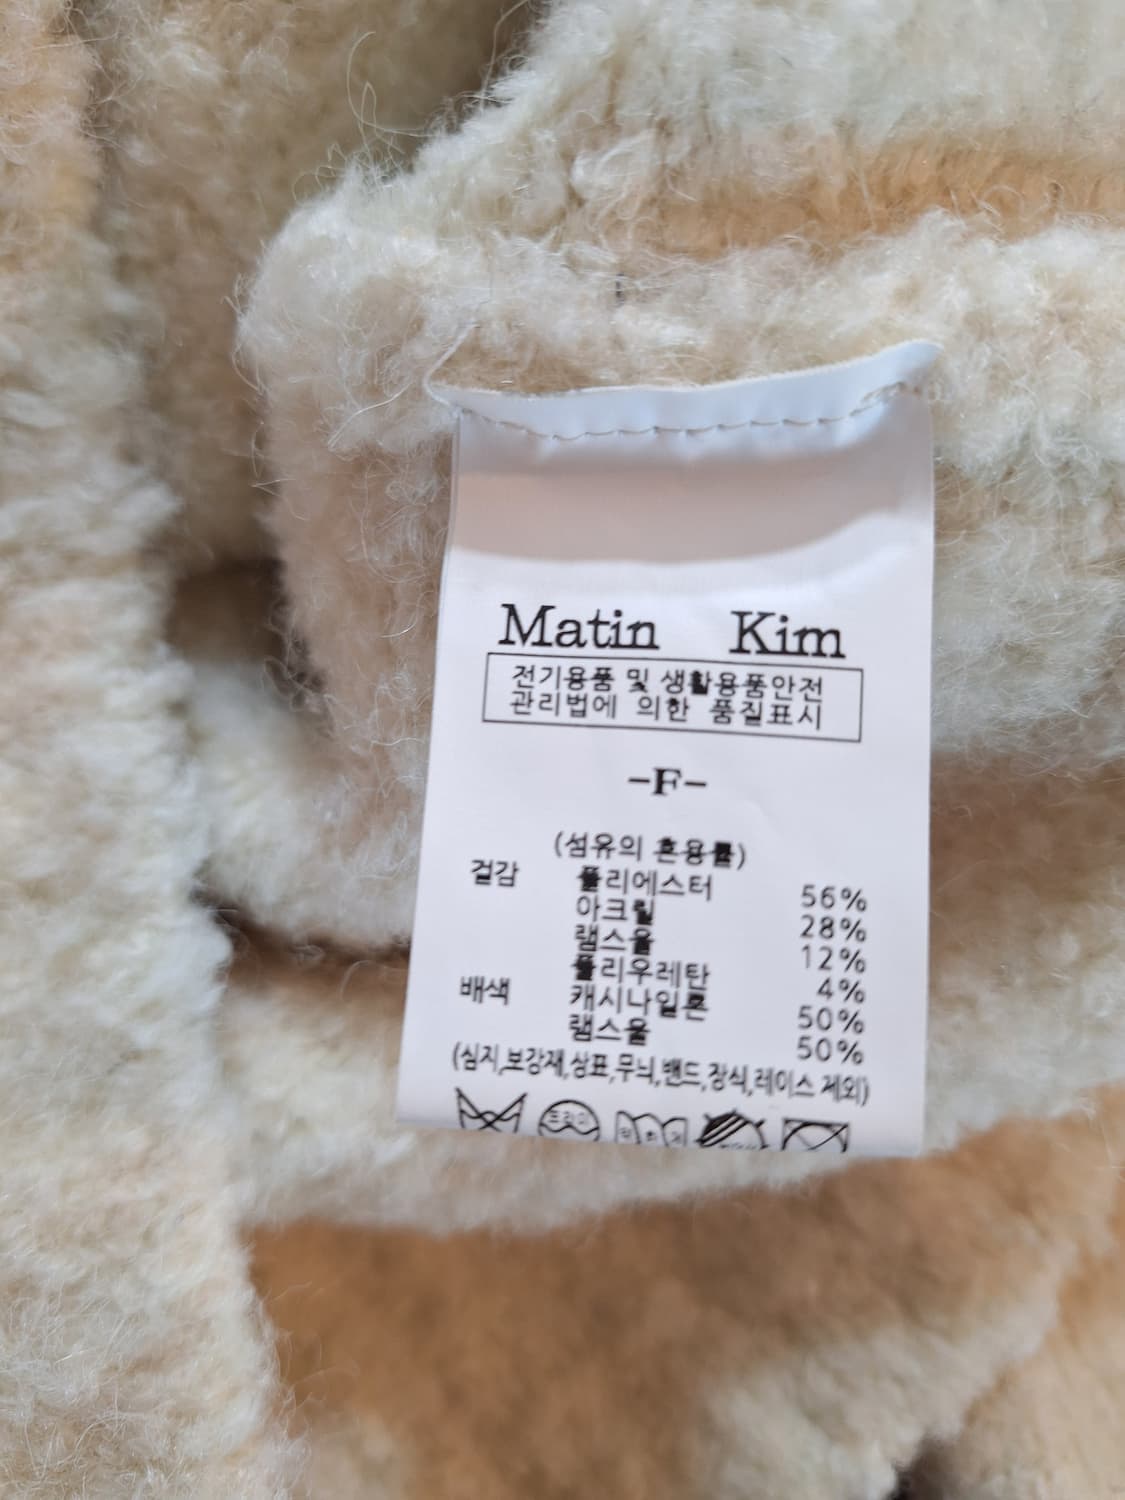 Matin Kim
전기용품 및 생활용품안전
관리법에 의한 품질표시
-F-
(섬유의 혼용률)
겉감 폴리에스터 56%
아크릴 28%
램스울 12%
폴리우레탄 4%
배색 캐시나일론 50%
램스울 50%
(심지,보강재,상표,무늬,밴드,장식,레이스 제외)
드라이